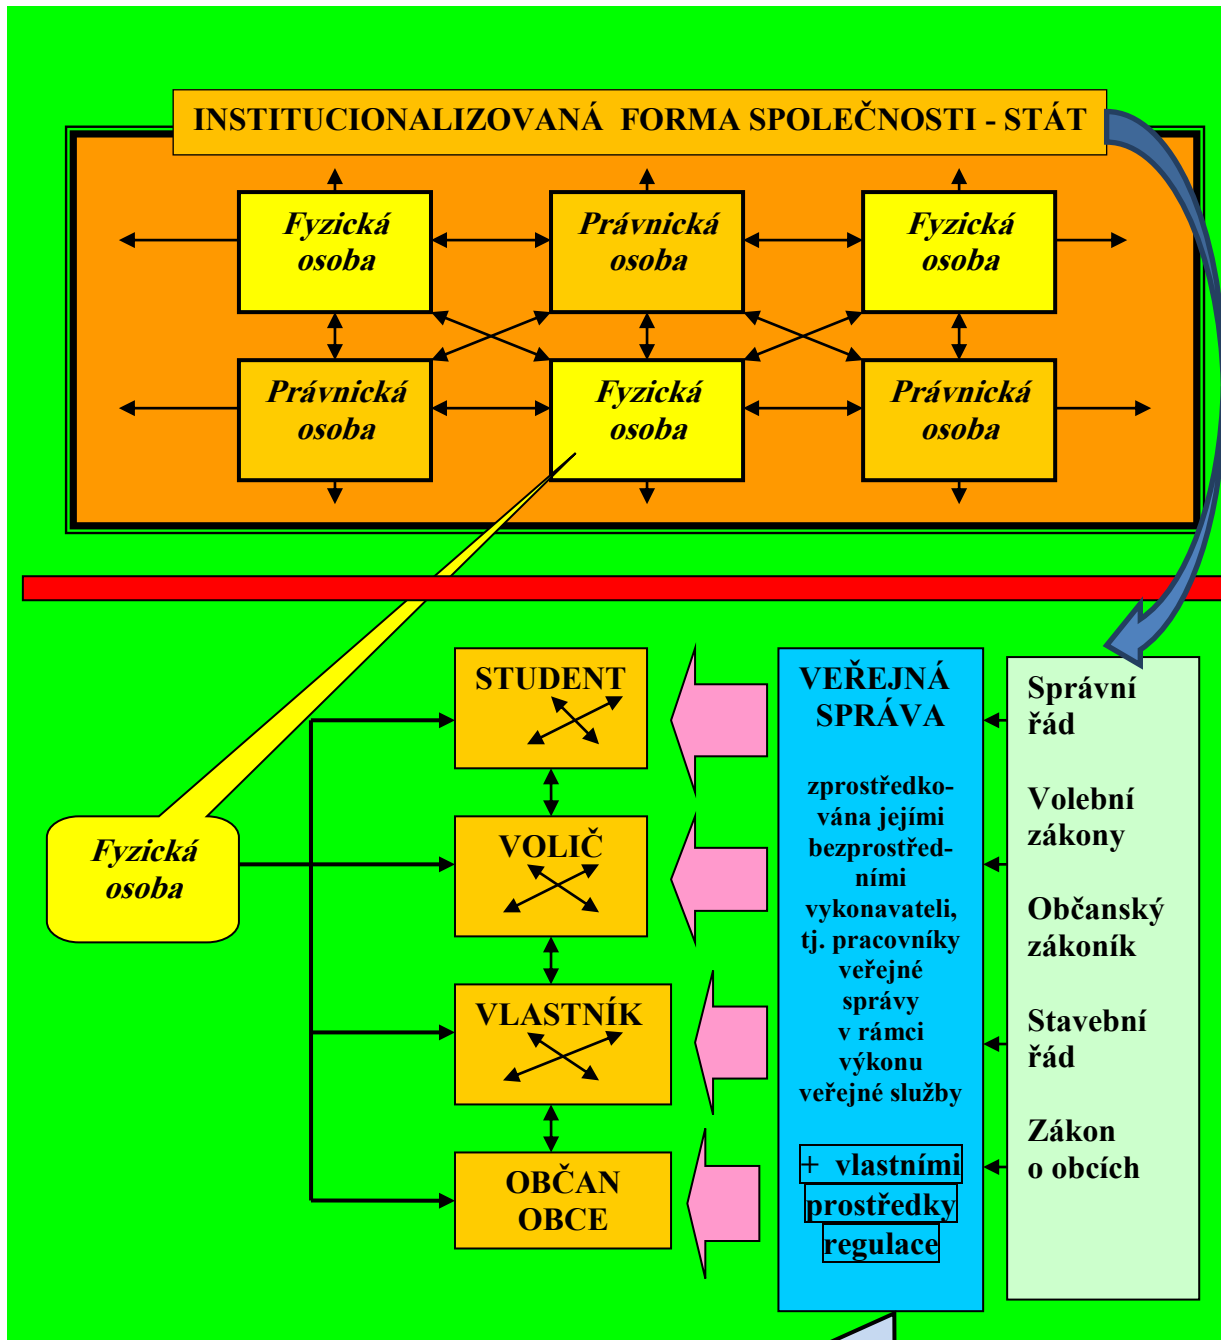 INSTITUCIONALIZOVANÁ FORMA SPOLEČNOSTI - STÁT
Fyzická
osoba
Právnická
osoba
Fyzická
osoba
Právnická
osoba
Fyzická
osoba
Právnická
osoba
Fyzická
osoba
STUDENT
VOLIČ
VLASTNÍK
OBČAN
OBCE
VEŘEJNÁ
SPRÁVA
zprostředko-
vána jejími
bezprostřed-
ními
vykonavateli,
tj. pracovníky
veřejné
správy
v rámci
výkonu
veřejné služby
+ vlastními
prostředky
regulace
Správní
řád
Volební
zákony
Občanský
zákoník
Stavební
řád
Zákon
o obcích